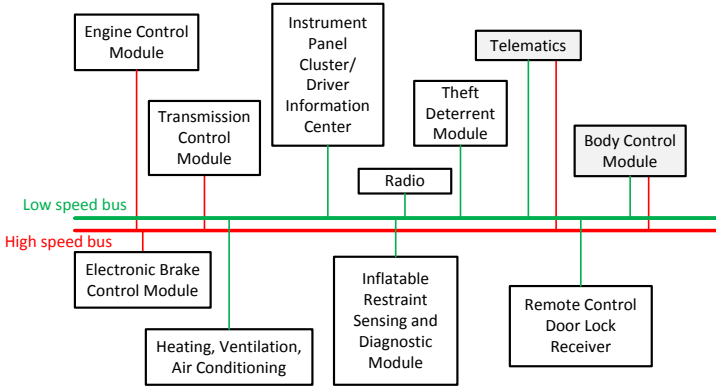 Engine Control
Module
Instrument
Panel
Cluster/
Driver
Information
Center
Telematics
Transmission
Control
Module
Theft
Deterrent
Module
Body Control
Module
Radio
Low speed bus
High speed bus
Electronic Brake
Control Module
Heating, Ventilation,
Air Conditioning
Inflatable
Restraint
Sensing and
Diagnostic
Module
Remote Control
Door Lock
Receiver